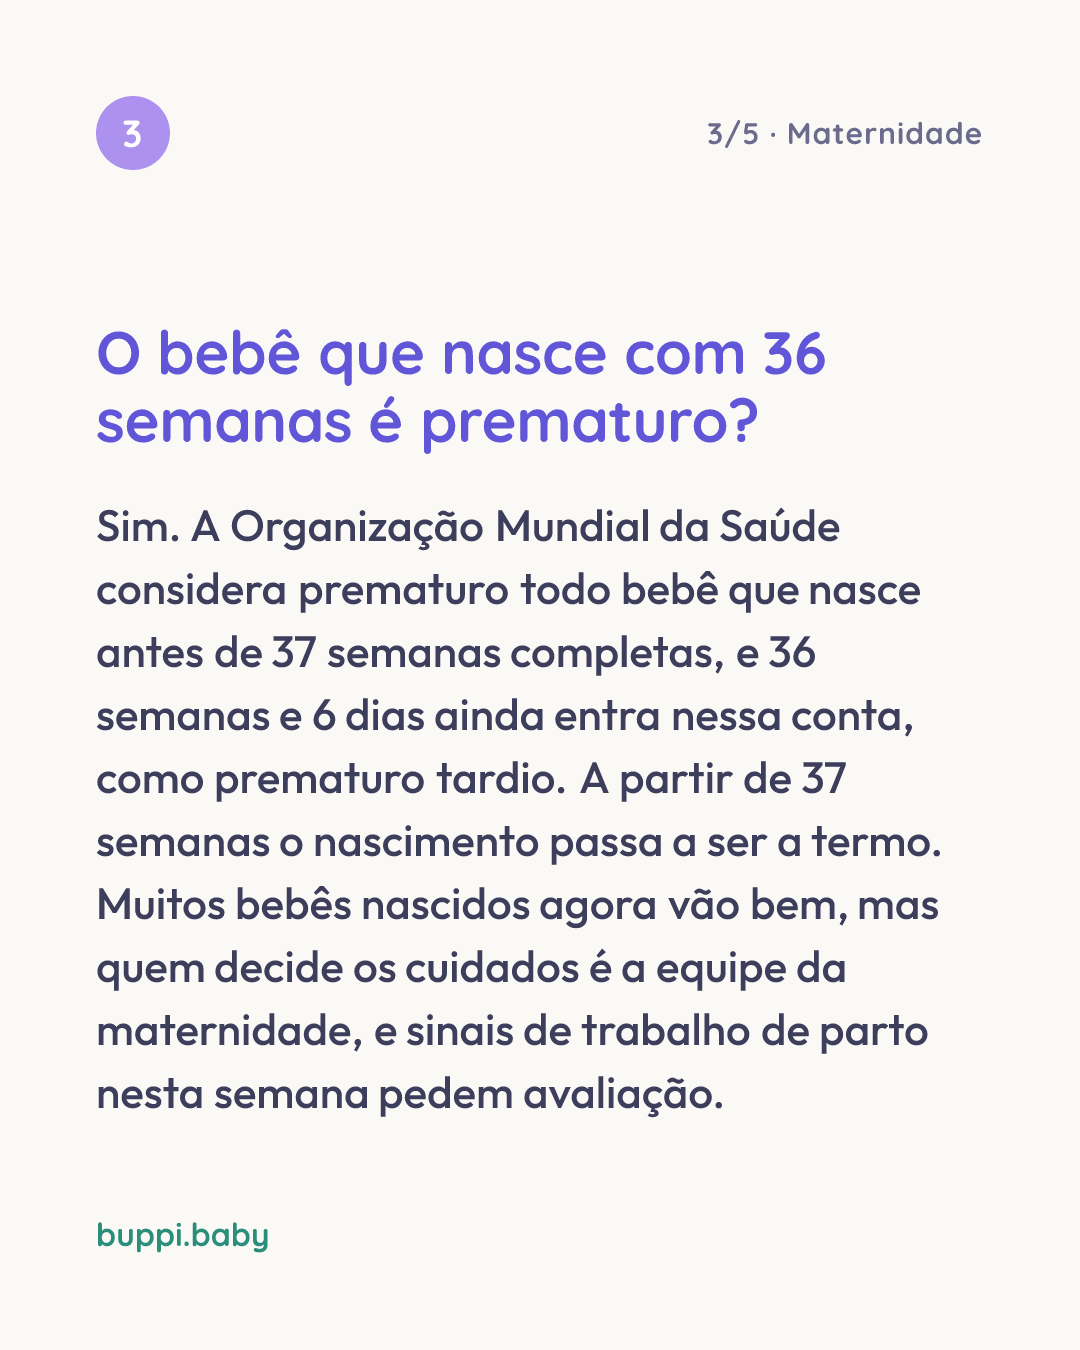 3
3/5 · Maternidade
O bebê que nasce com 36
semanas é prematuro?
Sim. A Organização Mundial da Saúde
considera prematuro todo bebê que nasce
antes de 37 semanas completas, e 36
semanas e 6 dias ainda entra nessa conta,
como prematuro tardio. A partir de 37
semanas o nascimento passa a ser a termo.
Muitos bebês nascidos agora vão bem, mas
quem decide os cuidados é a equipe da
maternidade, e sinais de trabalho de parto
nesta semana pedem avaliação.
buppi.baby